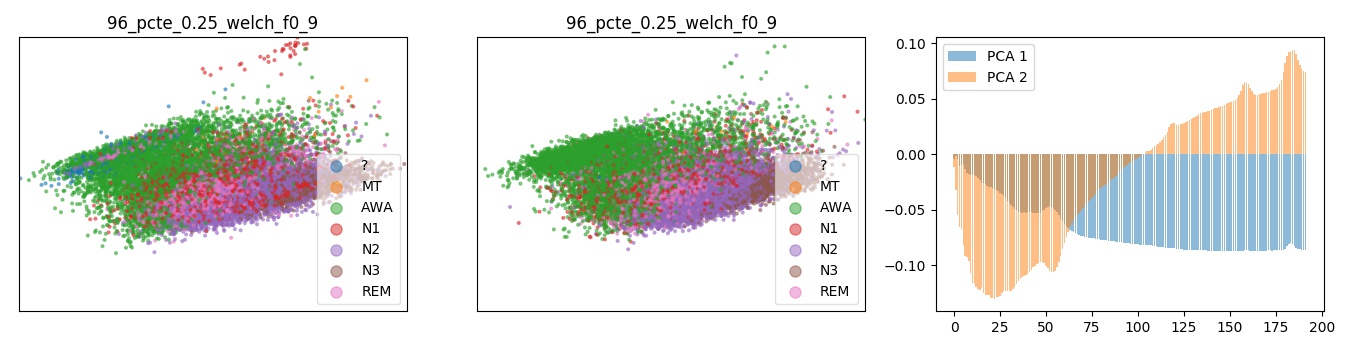 96_pcte_0.25_welch_f0_9
?
MT
AWA
N1
N2
N3
REM
96_pcte_0.25_welch_f0_9
?
MT
AWA
N1
N2
N3
REM
PCA 1
PCA 2
0.10
0.05
0.00
−0.05
−0.10
0 25 50 75 100 125 150 175 200